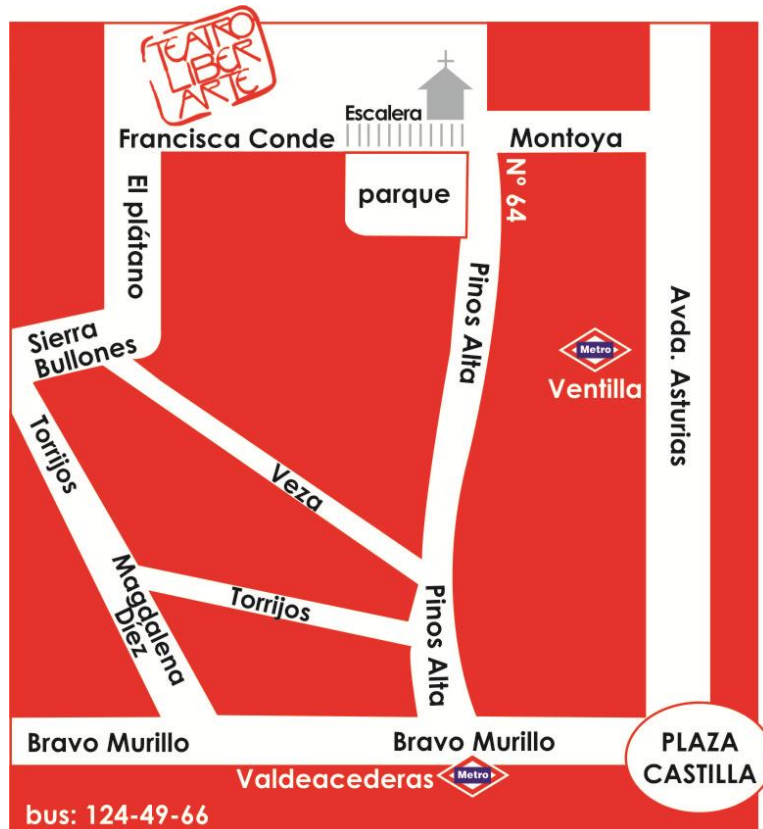 TEATRO
LIBER
ARTE
Escalera
Francisca Conde
Montoya
parque
Nº 64
El plátano
Pinos Alta
Avda. Asturias
Sierra
Bullones
Metro
Ventilla
Torrijos
Veza
Magdalena
Díez
Torrijos
Pinos Alta
Bravo Murillo
Bravo Murillo
PLAZA
CASTILLA
Valdeacederas
Metro
bus: 124-49-66